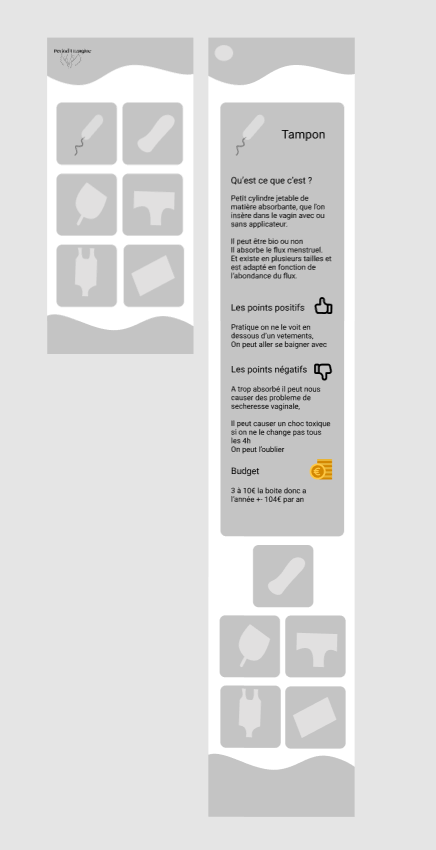 Tampon
Qu'est ce que c'est ?
Petit cylindre jetable de
matière absorbante, que l'on
insère dans le vagin avec ou
sans applicateur.
Il peut être bio ou non
Il absorbe le flux menstruel.
Et existe en plusieurs tailles et
est adapté en fonction de
l'abondance du flux.
Les points positifs
Pratique on ne le voit en
dessous d'un vetements,
On peut aller se baigner avec
Les points négatifs
A trop absorbé il peut nous
causer des probleme de
secheresse vaginale,
Il peut causer un choc toxique
si on ne le change pas tous
les 4h
On peut l'oublier
Budget
3 à 10€ la boite donc a
l'année +- 104€ par an